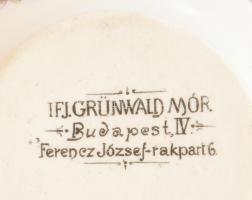 IFJ. GRÜNWALD MÓR.
Budapest, IV.
Ferencz József-rakpart 6.